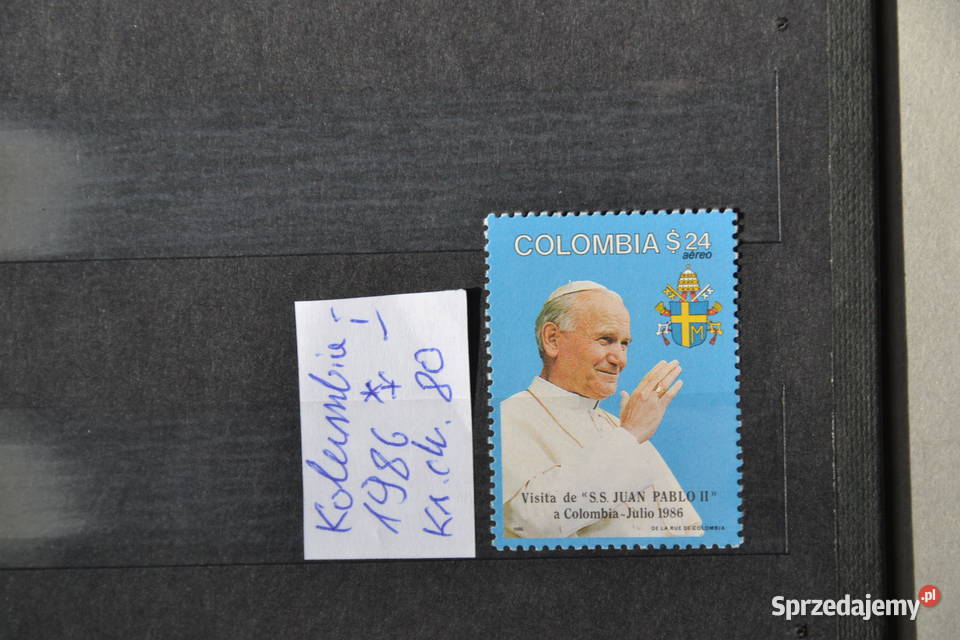 Kolumbia I
1986 **
Kr.ck. 80
COLOMBIA $24
aéreo
M
Visita de "S.S. JUAN PABLO II"
a Colombia-Julio 1986
DE LA RUE DE COLOMBIA
Sprzedajemy.pl